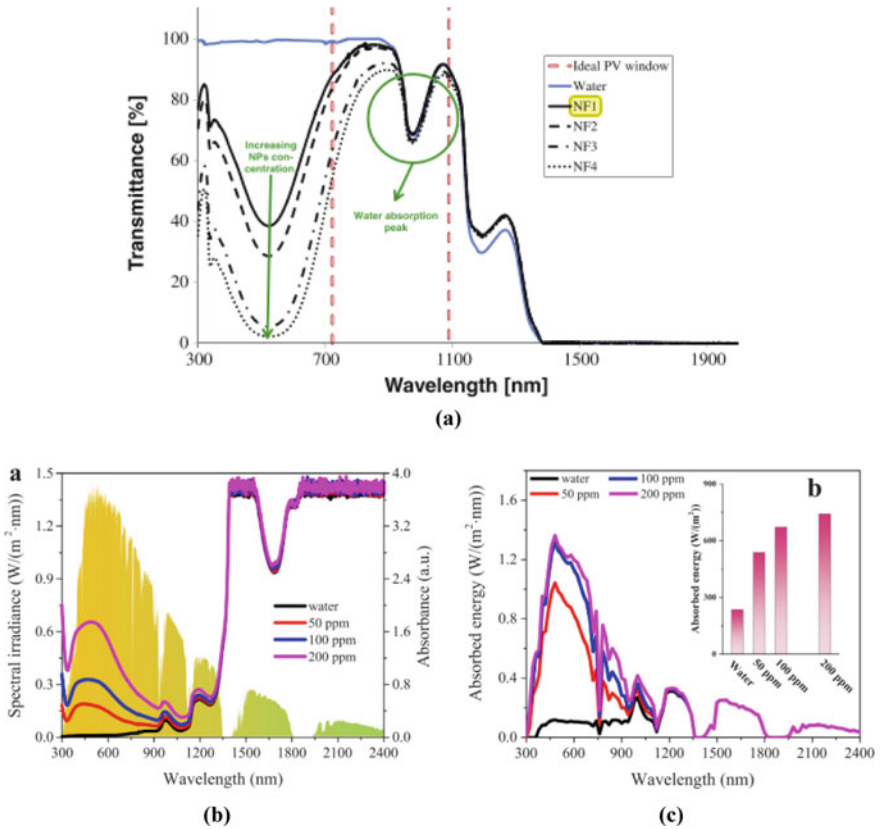 100
80
60
40
20
0
Transmittance [%]
300
700
1100
1500
1900
Wavelength [nm]
Increasing
NPs con-
centration
Water absorption
peak
Ideal PV window
Water
NF1
NF2
NF3
NF4
(a)
a
1.5
1.2
0.9
0.6
0.3
0.0
Spectral irradiance (W/(m²·nm))
4.0
3.2
2.4
1.6
0.8
0.0
Absorbance (a.u.)
water
50 ppm
100 ppm
200 ppm
300
600
900
1200
1500
1800
2100
2400
Wavelength (nm)
(b)
1.6
1.2
0.8
0.4
0.0
Absorbed energy (W/(m²·nm))
water
50 ppm
100 ppm
200 ppm
b
900
600
300
0
Absorbed energy (W/(m²))
Water
50 ppm
100 ppm
200 ppm
300
600
900
1200
1500
1800
2100
2400
Wavelength (nm)
(c)